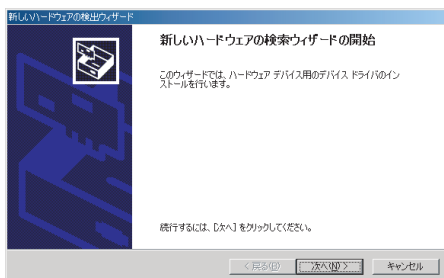 新しいハードウェアの検出ウィザード
新しいハードウェアの検索ウィザードの開始
このウィザードでは、ハードウェア デバイス用のデバイス ドライバのイン
ストールを行います。
続行するには、[次へ] をクリックしてください。
< 戻る(B) 次へ(N) > キャンセル